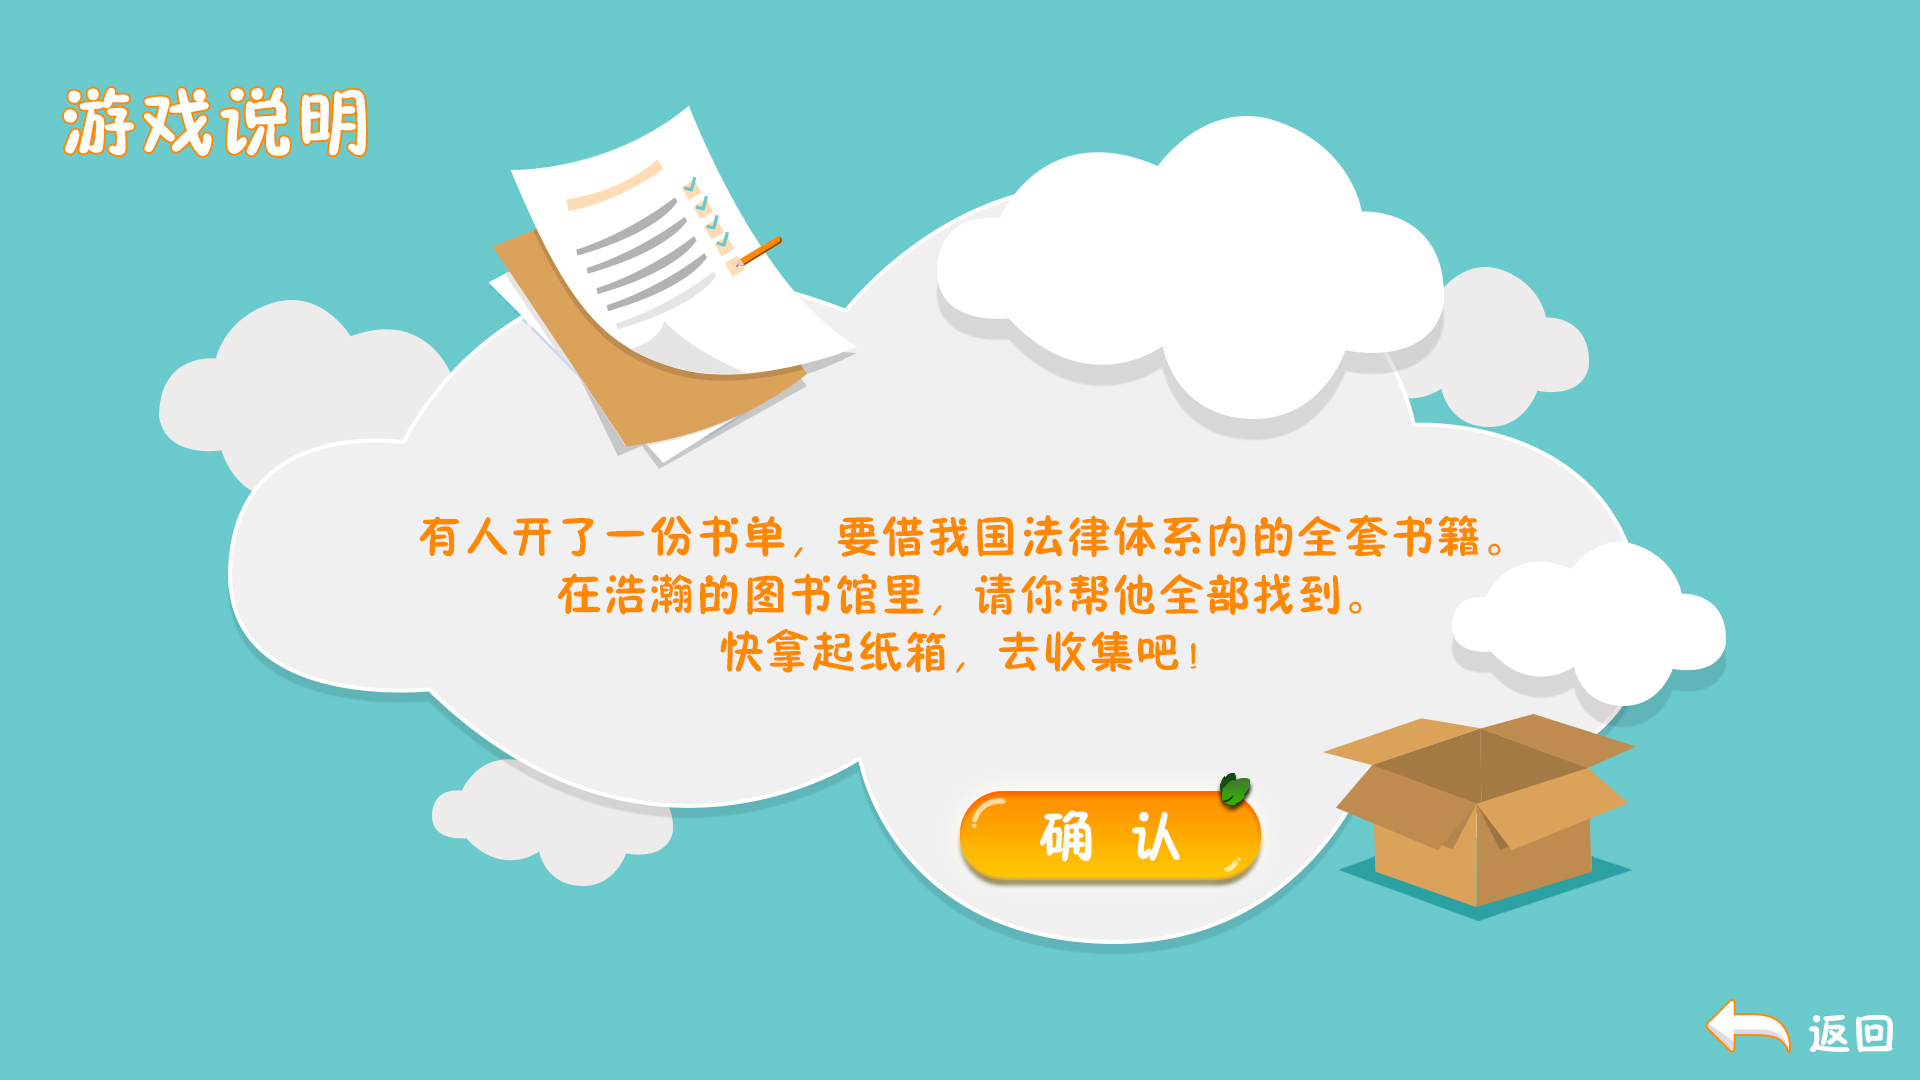 游戏说明
有人开了一份书单，要借我国法律体系内的全套书籍。
在浩瀚的图书馆里，请你帮他全部找到。
快拿起纸箱，去收集吧！
确 认
返回